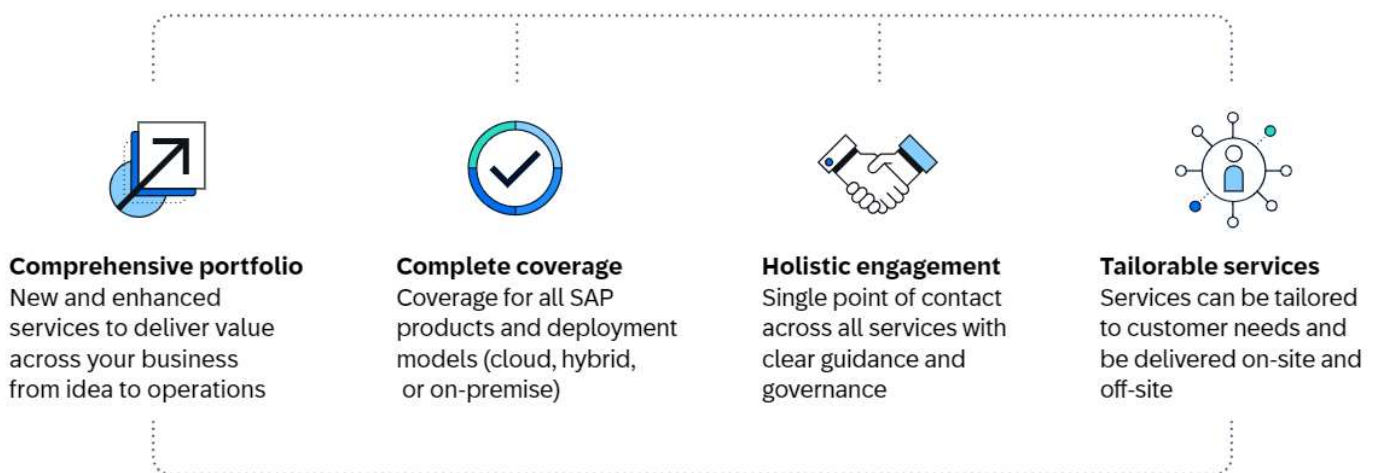 Comprehensive portfolio
New and enhanced
services to deliver value
across your business
from idea to operations
Complete coverage
Coverage for all SAP
products and deployment
models (cloud, hybrid,
or on-premise)
Holistic engagement
Single point of contact
across all services with
clear guidance and
governance
Tailorable services
Services can be tailored
to customer needs and
be delivered on-site and
off-site